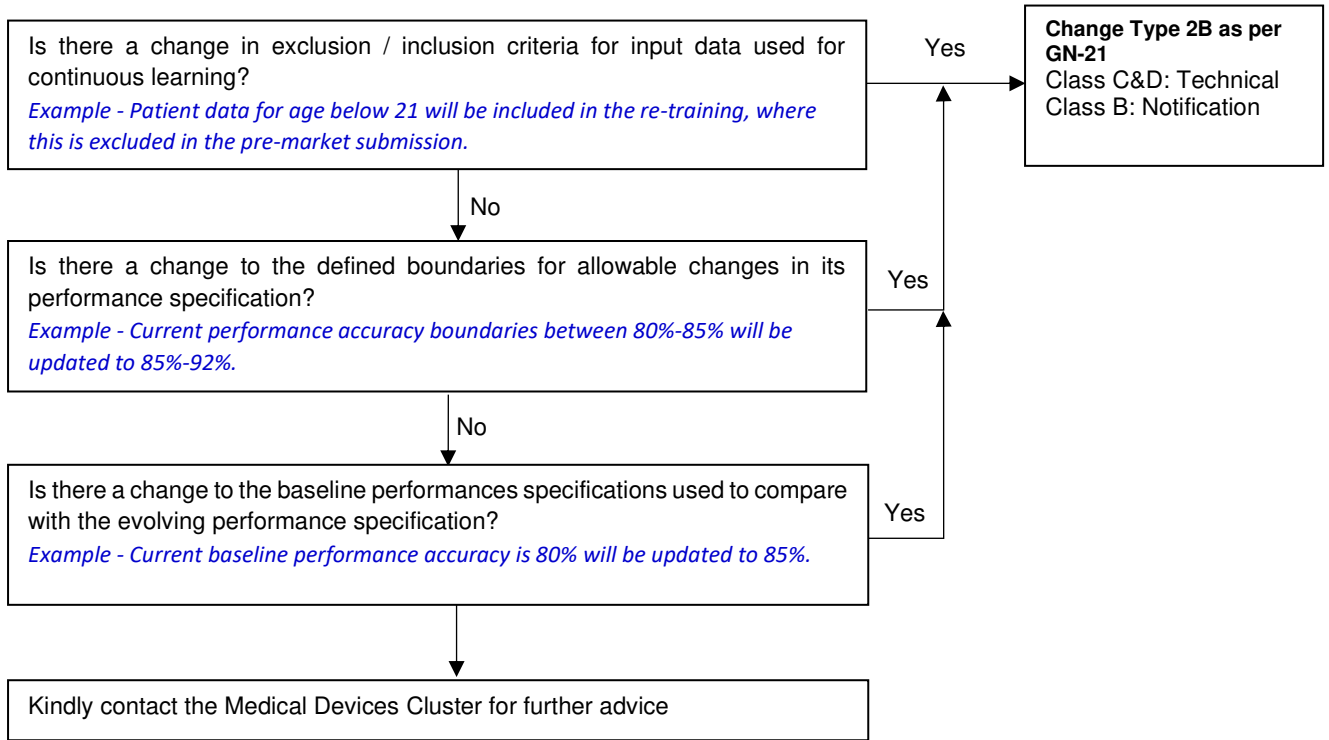 Is there a change in exclusion / inclusion criteria for input data used for
continuous learning?
Example - Patient data for age below 21 will be included in the re-training, where
this is excluded in the pre-market submission.
Yes
Change Type 2B as per
GN-21
Class C&D: Technical
Class B: Notification
No
Is there a change to the defined boundaries for allowable changes in its
performance specification?
Example - Current performance accuracy boundaries between 80%-85% will be
updated to 85%-92%.
Yes
No
Is there a change to the baseline performances specifications used to compare
with the evolving performance specification?
Example - Current baseline performance accuracy is 80% will be updated to 85%.
Yes
Kindly contact the Medical Devices Cluster for further advice